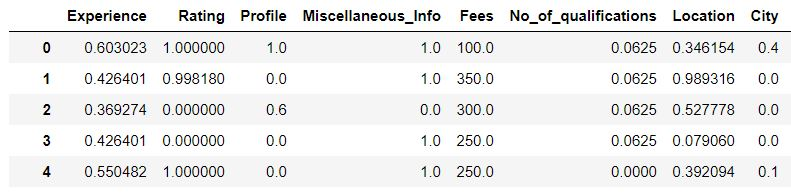 Experience Rating Profile Miscellaneous_Info Fees No_of_qualifications Location City
0 0.603023 1.000000 1.0 1.0 100.0 0.0625 0.346154 0.4
1 0.426401 0.998180 0.0 1.0 350.0 0.0625 0.989316 0.0
2 0.369274 0.000000 0.6 0.0 300.0 0.0625 0.527778 0.0
3 0.426401 0.000000 0.0 1.0 250.0 0.0625 0.079060 0.0
4 0.550482 1.000000 0.0 1.0 250.0 0.0000 0.392094 0.1